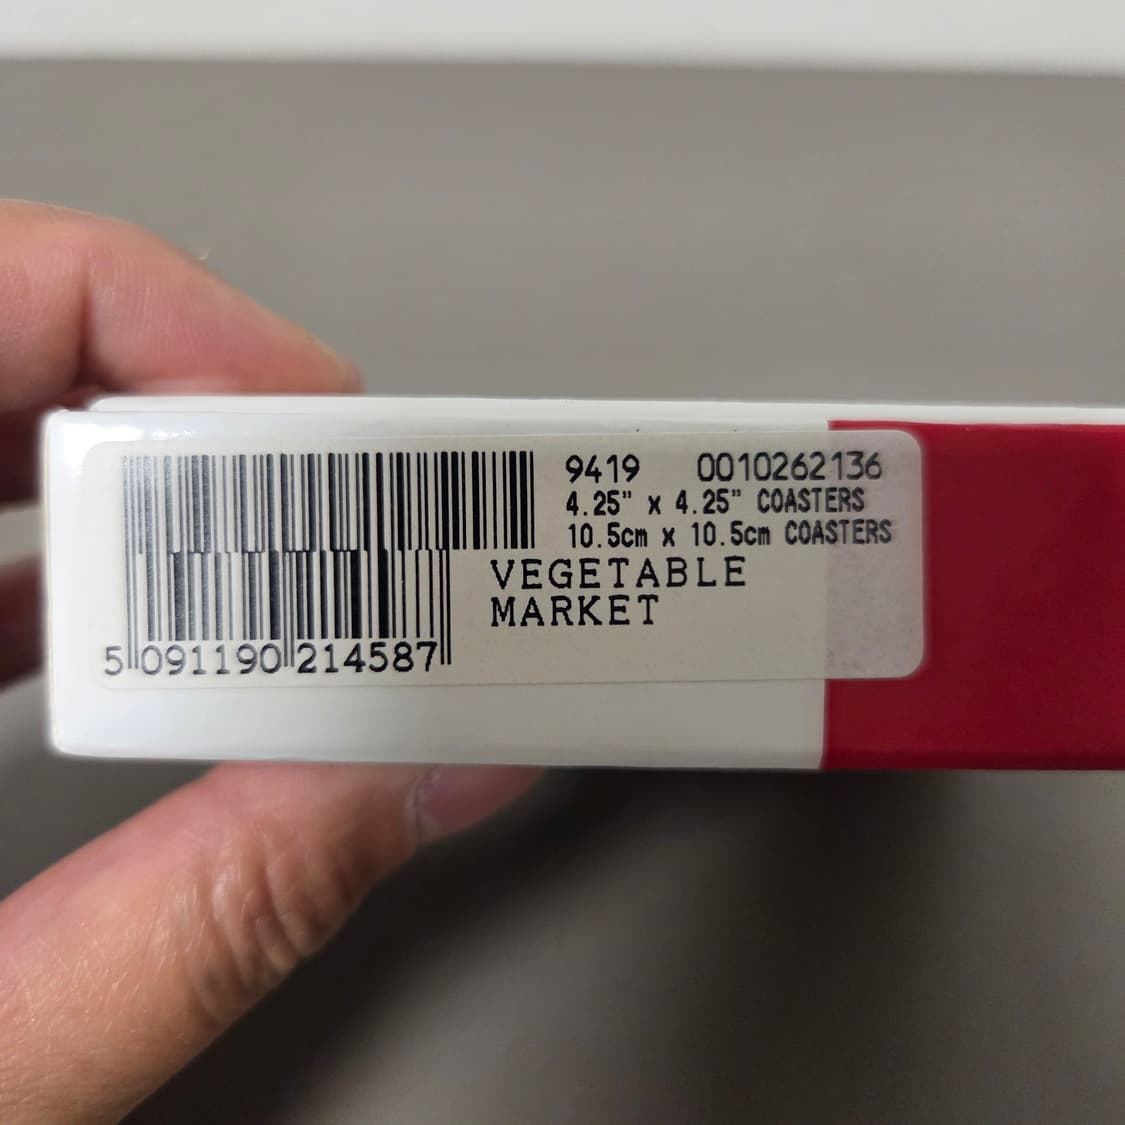 9419 0010262136
4.25" x 4.25" COASTERS
10.5cm x 10.5cm COASTERS
VEGETABLE
MARKET
5 091190 214587